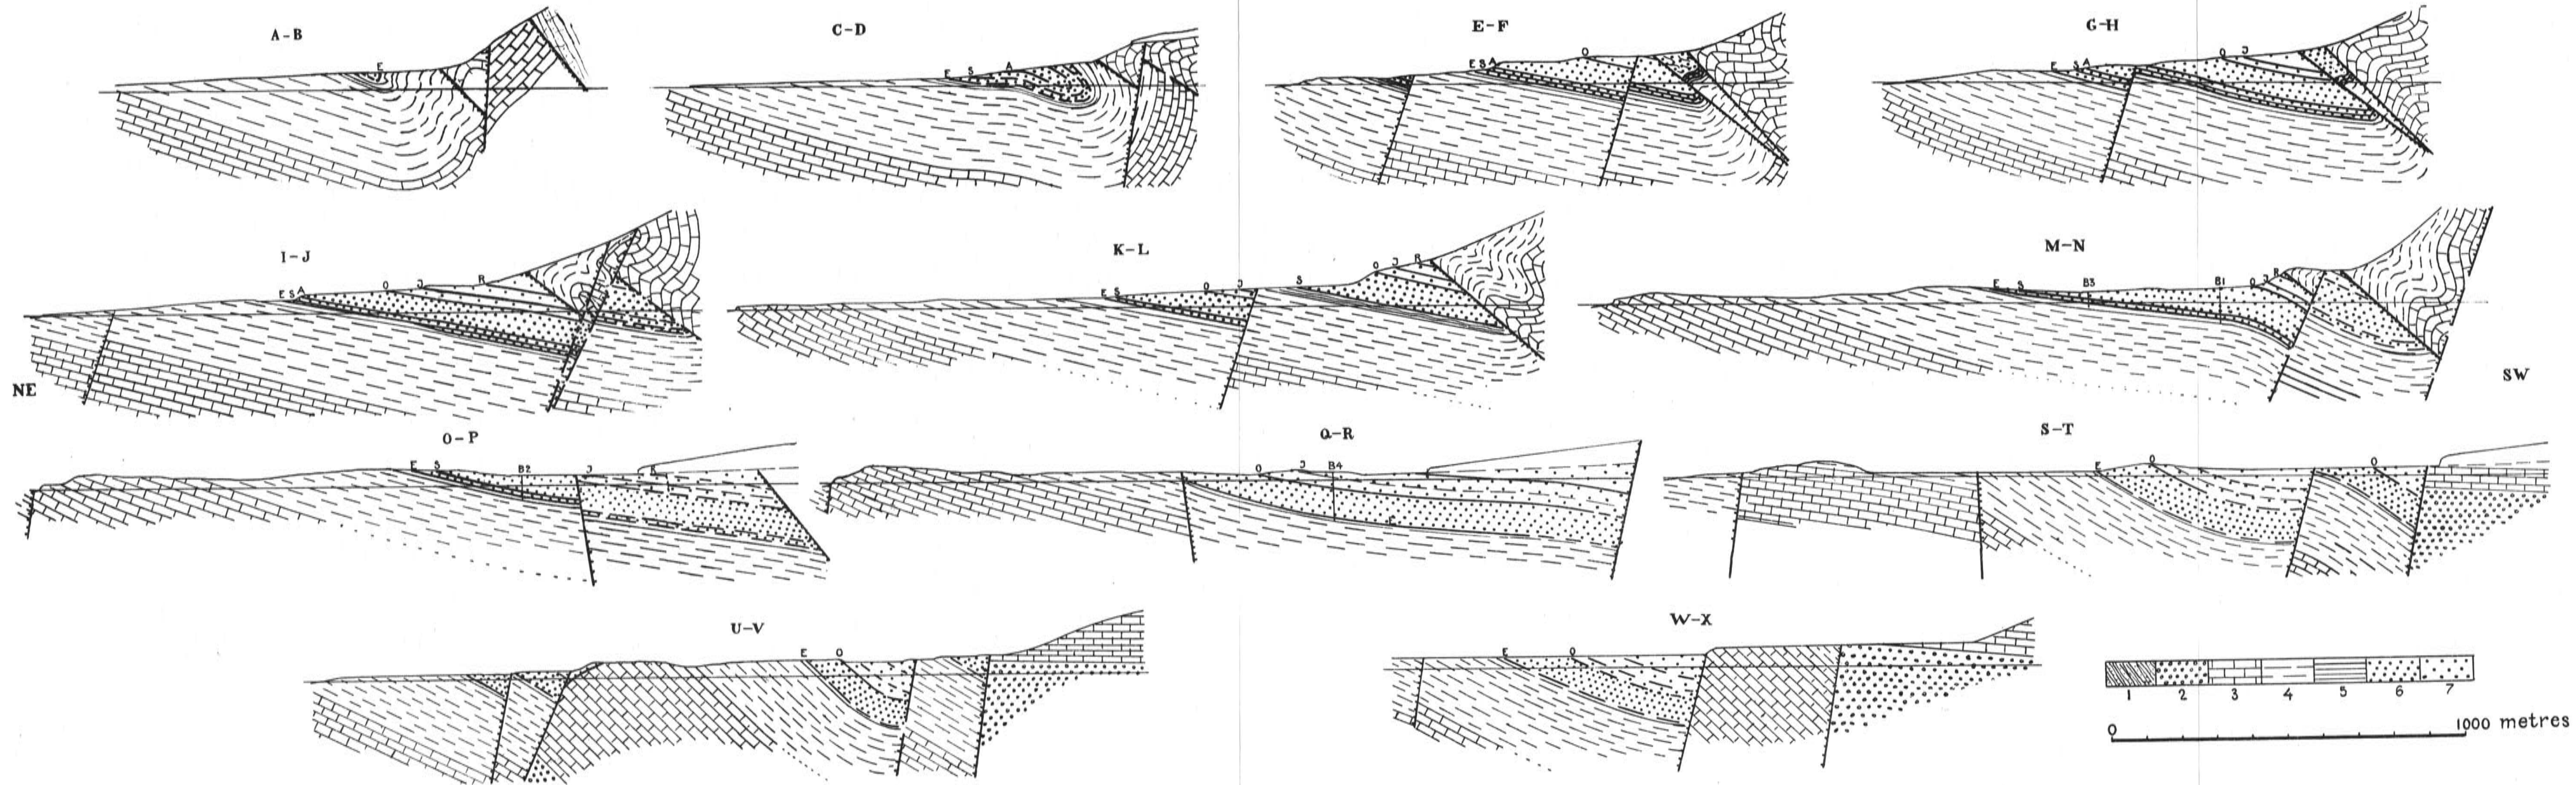 A-B
C-D
E-F
G-H
E
E S A
E S A O
E S A O J
I-J
K-L
M-N
E S A O J R
E S O J S O J R
E S B3 B1 O J R
NE
SW
O-P
Q-R
S-T
E S B2 J R
O J B4 E
E O O
U-V
W-X
E O
E O
1 2 3 4 5 6 7
0 1000 metres